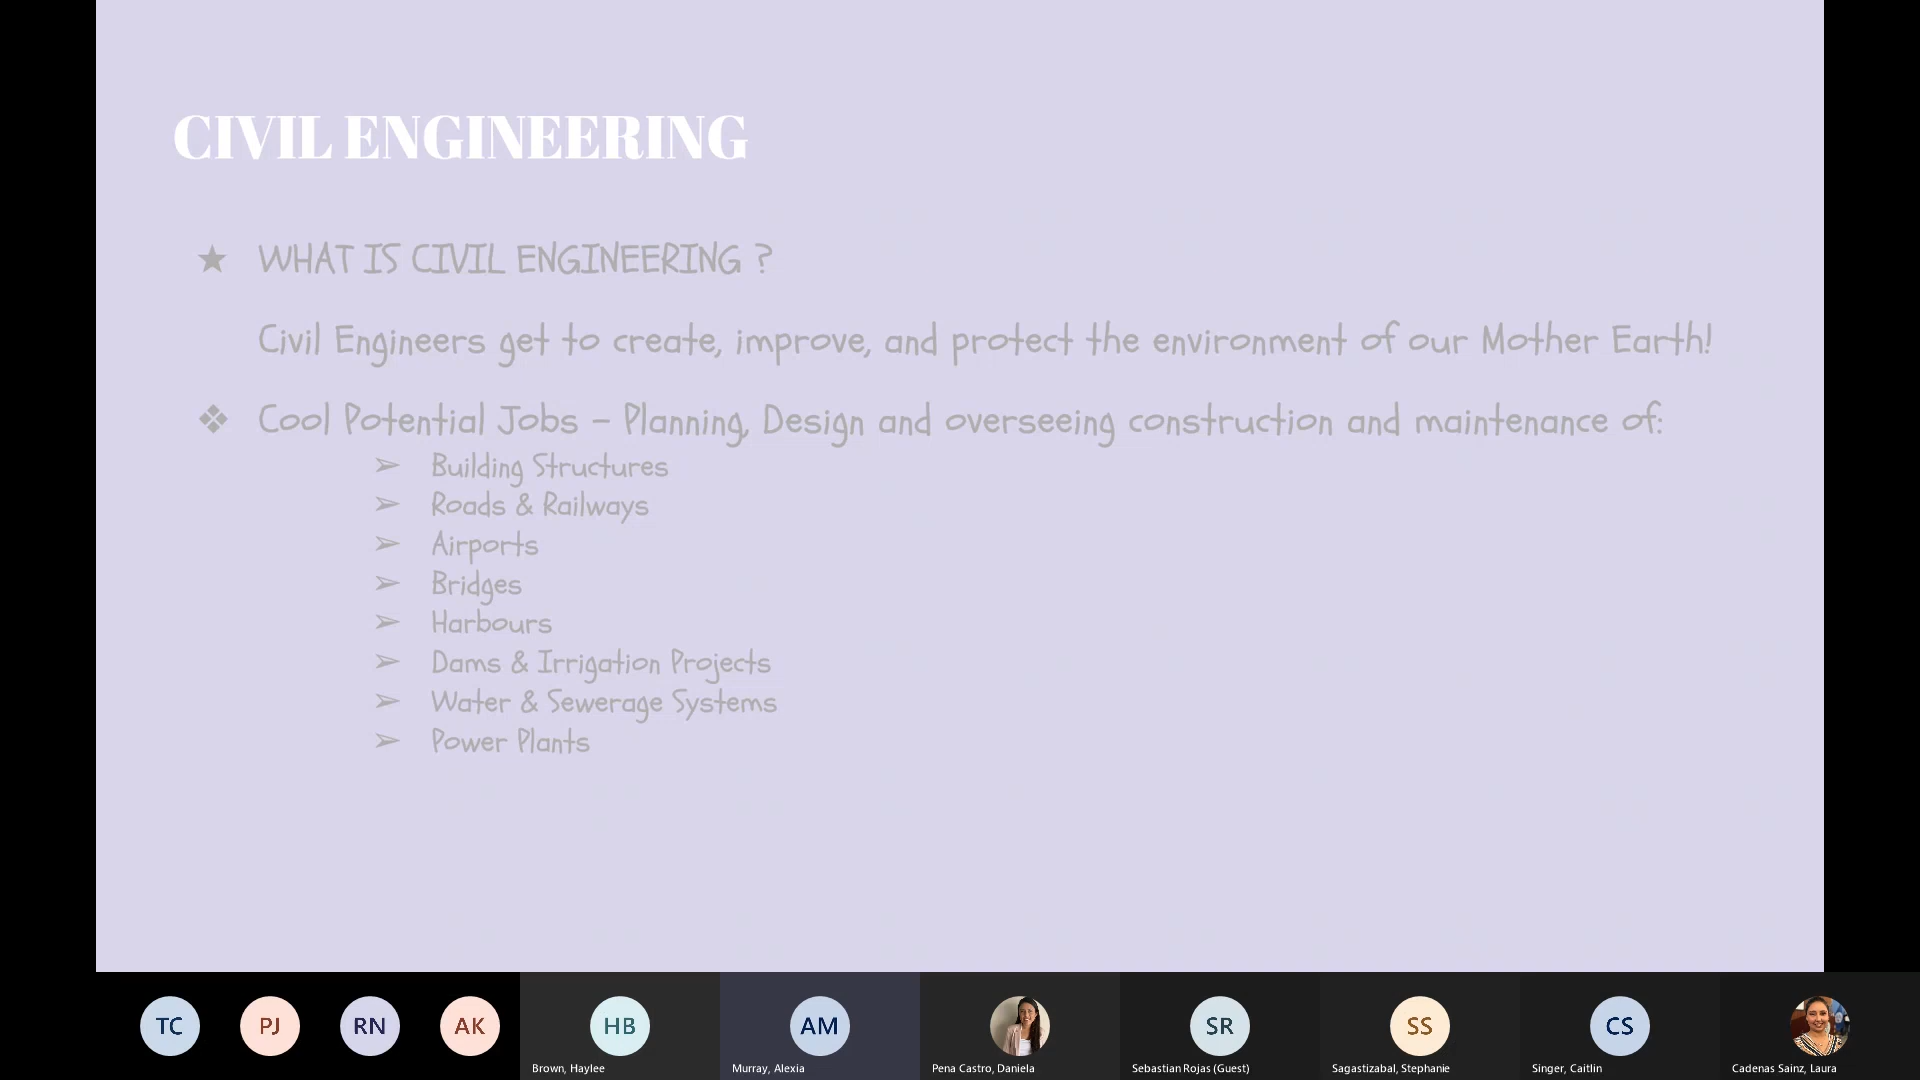 CIVIL ENGINEERING
WHAT IS CIVIL ENGINEERING ?
Civil Engineers get to create, improve, and protect the environment of our Mother Earth!
Cool Potential Jobs – Planning, Design and overseeing construction and maintenance of:
Building Structures
Roads & Railways
Airports
Bridges
Harbours
Dams & Irrigation Projects
Water & Sewerage Systems
Power Plants
TC PJ RN AK HB AM SR SS CS
Brown, Haylee Murray, Alexia Pena Castro, Daniela Sebastian Rojas (Guest) Sagastizabal, Stephanie Singer, Caitlin Cadenas Sainz, Laura